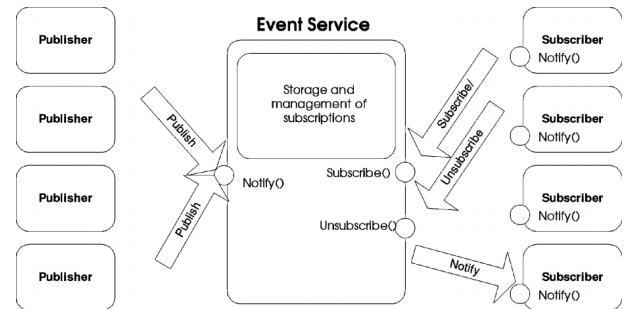 Event Service
Publisher
Publisher
Publisher
Publisher
Publish
Publish
Storage and
management of
subscriptions
Notify()
Subscribe()
Unsubscribe()
Subscribe/
Unsubscribe
Notify
Subscriber
Notify()
Subscriber
Notify()
Subscriber
Notify()
Subscriber
Notify()